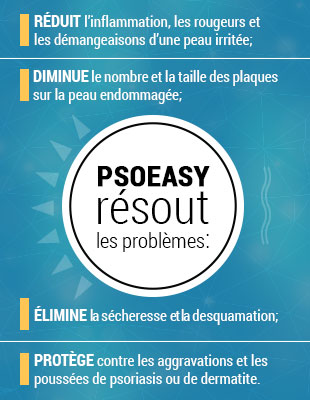 RÉDUIT l'inflammation, les rougeurs et
les démangeaisons d'une peau irritée;
DIMINUE le nombre et la taille des plaques
sur la peau endommagée;
PSOEASY
résout
les problèmes:
ÉLIMINE la sécheresse et la desquamation;
PROTÈGE contre les aggravations et les
poussées de psoriasis ou de dermatite.